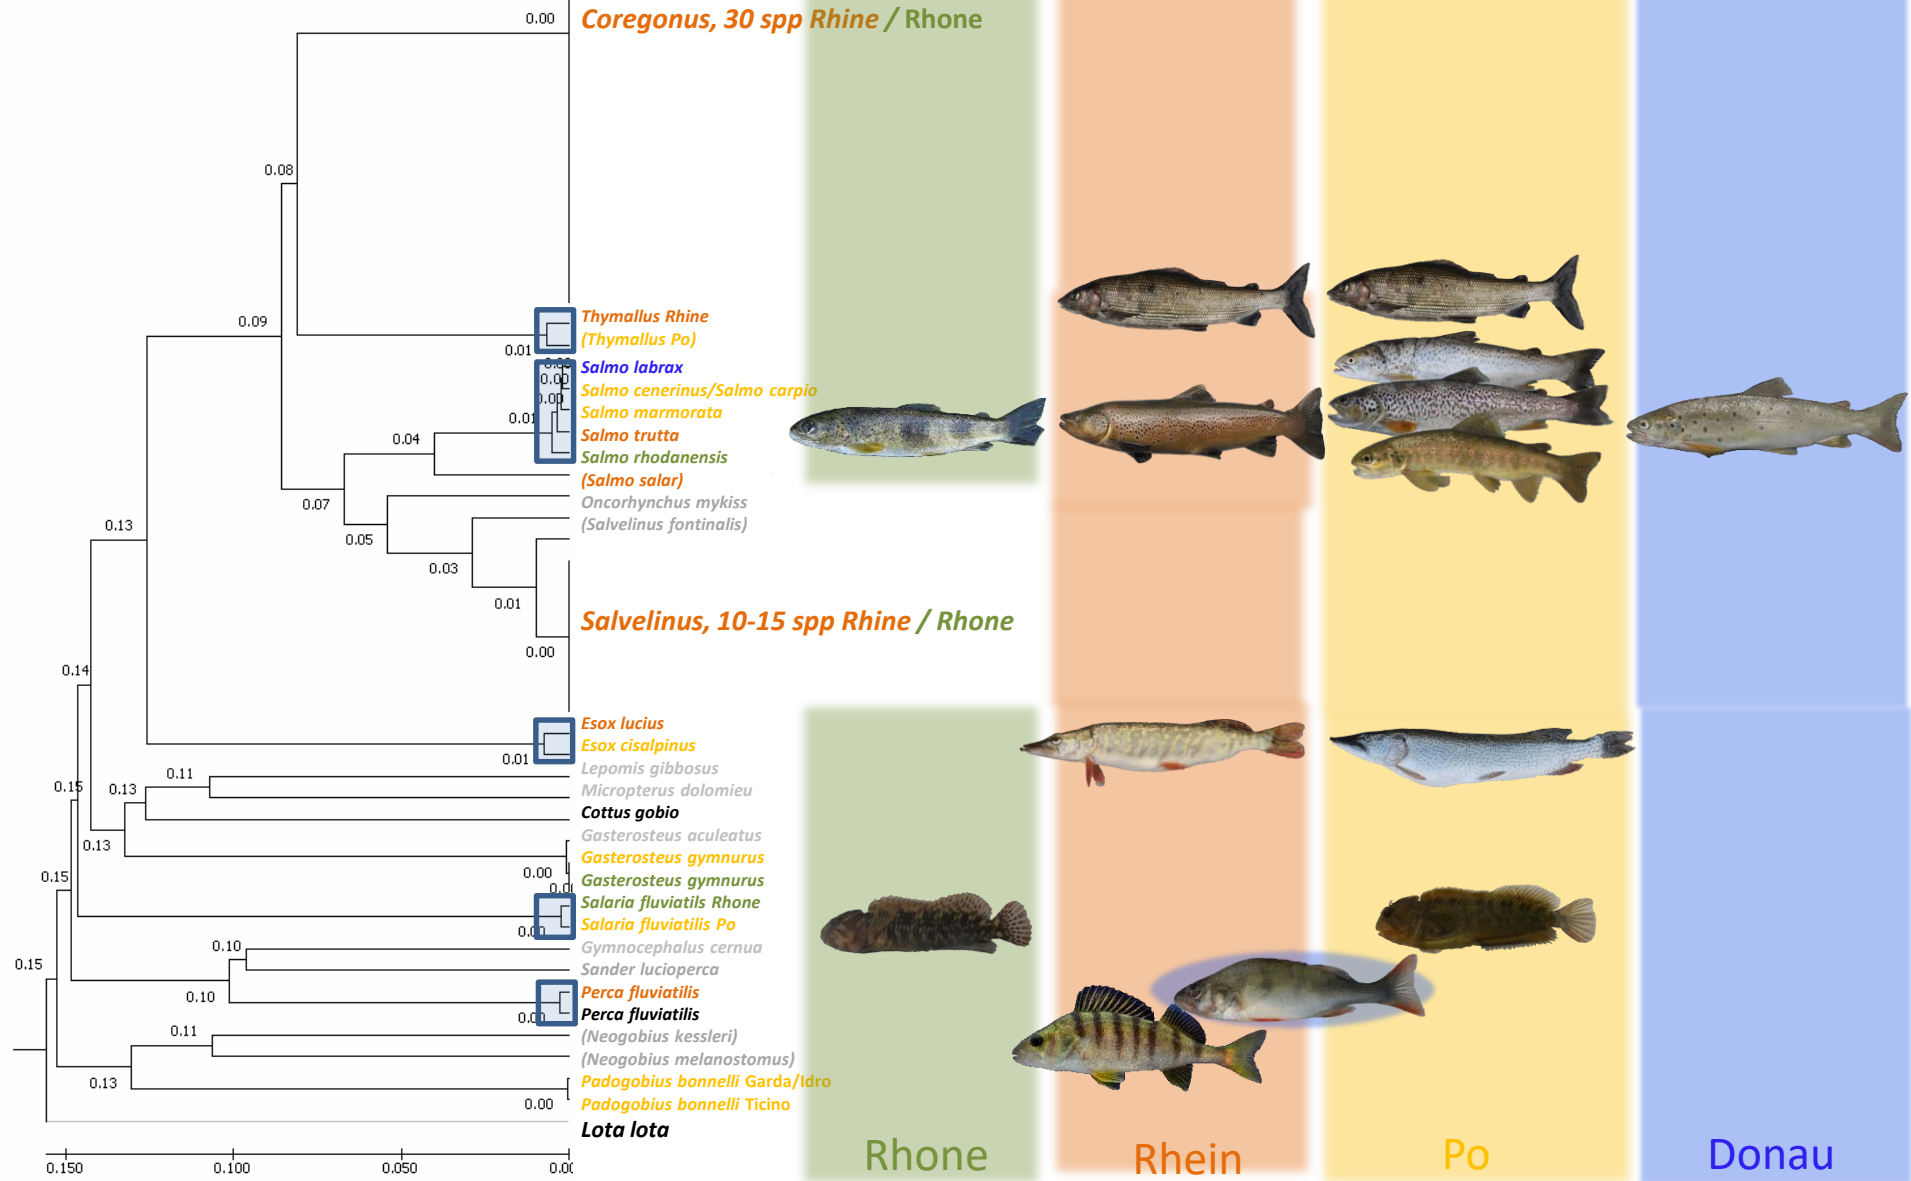 0.00
Coregonus, 30 spp Rhine / Rhone
0.08
Thymallus Rhine
0.09
(Thymallus Po)
0.01
Salmo labrax
0.00
Salmo cenerinus/Salmo carpio
0.00
Salmo marmorata
0.01
Salmo trutta
0.04
Salmo rhodanensis
(Salmo salar)
0.07
Oncorhynchus mykiss
0.13
(Salvelinus fontinalis)
0.05
0.03
0.01
Salvelinus, 10-15 spp Rhine / Rhone
0.00
0.14
Esox lucius
Esox cisalpinus
0.01
Lepomis gibbosus
0.11
0.15
0.13
Micropterus dolomieu
Cottus gobio
Gasterosteus aculeatus
0.13
Gasterosteus gymnurus
0.15
0.00
Gasterosteus gymnurus
Salaria fluviatils Rhone
Salaria fluviatilis Po
Gymnocephalus cernua
0.10
0.15
Sander lucioperca
Perca fluviatilis
0.10
Perca fluviatilis
0.11
(Neogobius kessleri)
(Neogobius melanostomus)
0.13
Padogobius bonnelli Garda/Idro
0.00
Padogobius bonnelli Ticino
Lota lota
0.150
0.100
0.050
Rhone
Rhein
Po
Donau